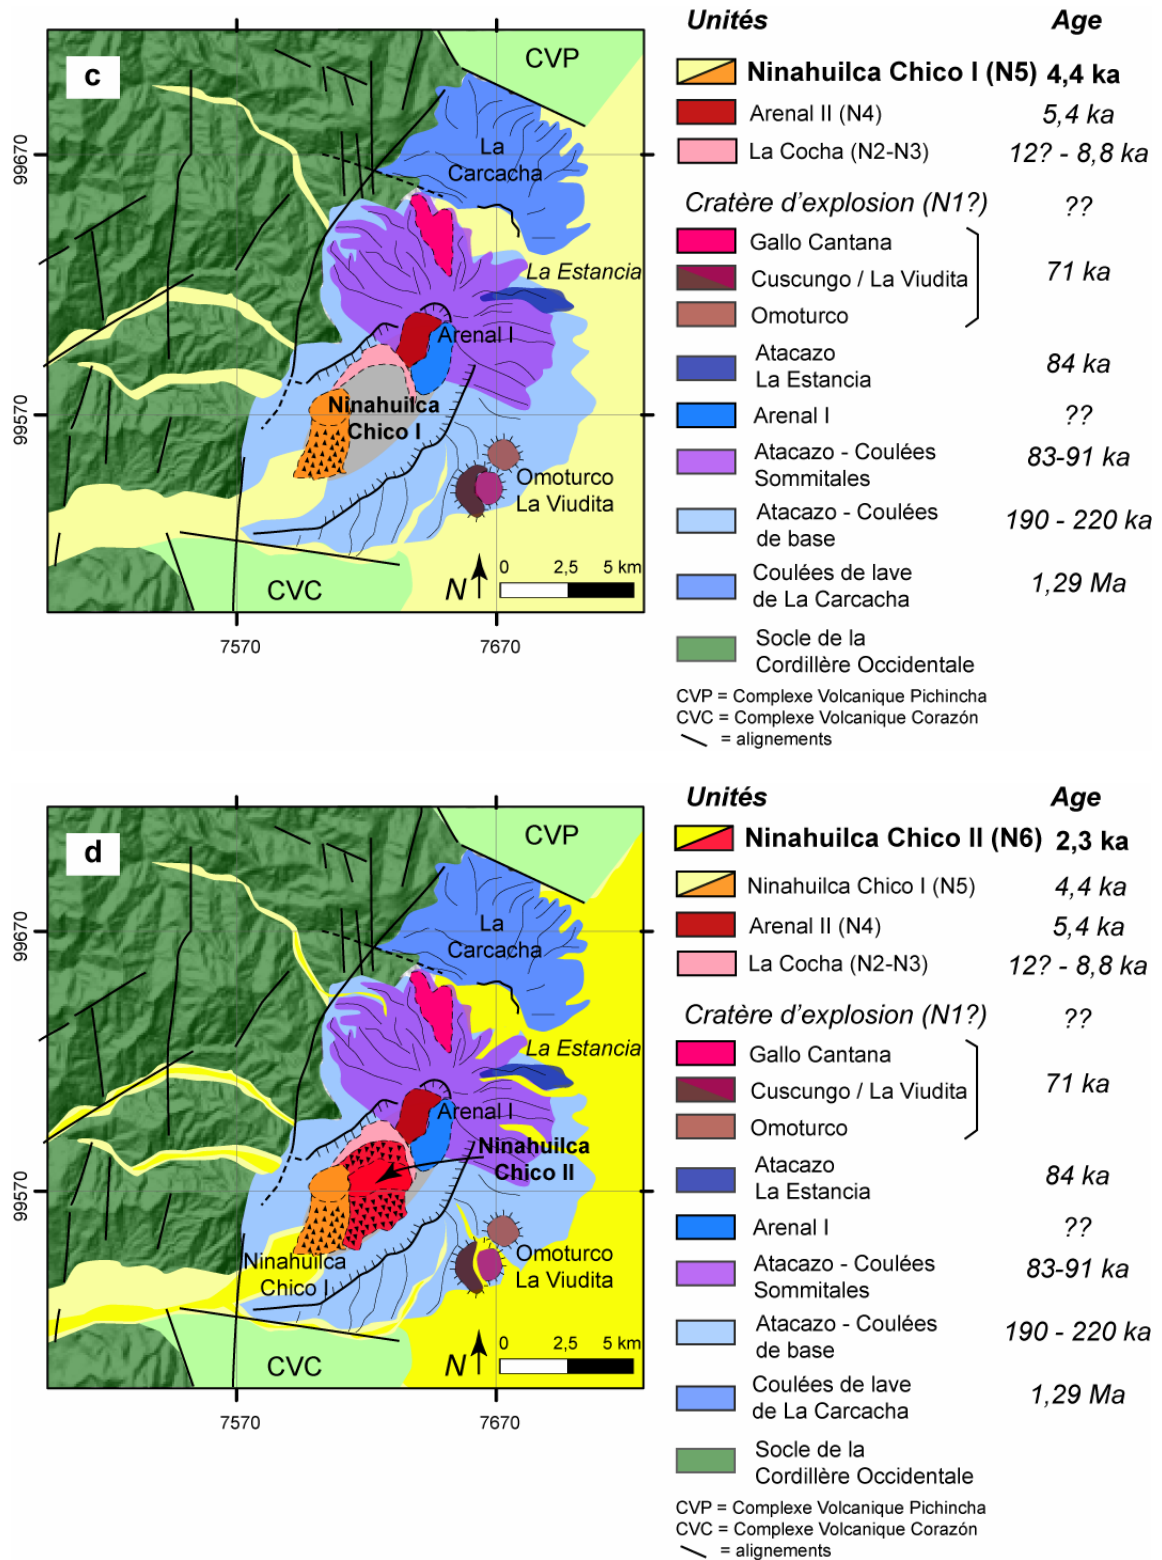 c
CVP
La
Carcacha
La Estancia
Arenal I
Ninahuilca
Chico I
Omoturco
La Viudita
CVC
N
0 2,5 5 km
99670
99570
7570 7670
Unités Age
Ninahuilca Chico I (N5) 4,4 ka
Arenal II (N4) 5,4 ka
La Cocha (N2-N3) 12? - 8,8 ka
Cratère d'explosion (N1?) ??
Gallo Cantana
Cuscungo / La Viudita 71 ka
Omoturco
Atacazo
La Estancia 84 ka
Arenal I ??
Atacazo - Coulées
Sommitales 83-91 ka
Atacazo - Coulées
de base 190 - 220 ka
Coulées de lave
de La Carcacha 1,29 Ma
Socle de la
Cordillère Occidentale
CVP = Complexe Volcanique Pichincha
CVC = Complexe Volcanique Corazón
= alignements
d
CVP
La
Carcacha
La Estancia
Arenal I
Ninahuilca
Chico II
Ninahuilca
Chico I
Omoturco
La Viudita
CVC
N
0 2,5 5 km
99670
99570
7570 7670
Unités Age
Ninahuilca Chico II (N6) 2,3 ka
Ninahuilca Chico I (N5) 4,4 ka
Arenal II (N4) 5,4 ka
La Cocha (N2-N3) 12? - 8,8 ka
Cratère d'explosion (N1?) ??
Gallo Cantana
Cuscungo / La Viudita 71 ka
Omoturco
Atacazo
La Estancia 84 ka
Arenal I ??
Atacazo - Coulées
Sommitales 83-91 ka
Atacazo - Coulées
de base 190 - 220 ka
Coulées de lave
de La Carcacha 1,29 Ma
Socle de la
Cordillère Occidentale
CVP = Complexe Volcanique Pichincha
CVC = Complexe Volcanique Corazón
= alignements